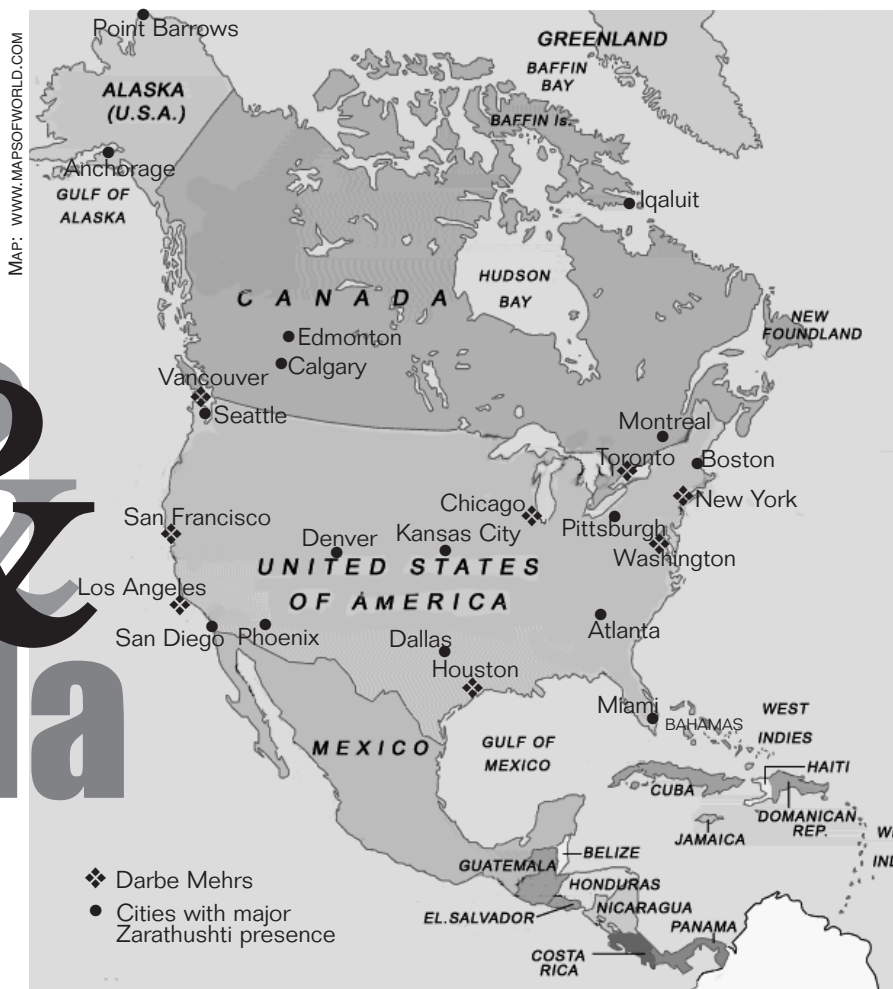 MAP: WWW.MAPSOFWORLD.COM
Point Barrows
GREENLAND
BAFFIN
BAY
ALASKA
(U.S.A.)
BAFFIN Is.
Anchorage
GULF OF
ALASKA
Iqaluit
HUDSON
BAY
CANADA
NEW
FOUNDLAND
Edmonton
Calgary
Vancouver
Seattle
Montreal
Toronto
Boston
Chicago
New York
San Francisco
Pittsburgh
Denver
Kansas City
Washington
UNITED STATES
OF AMERICA
Los Angeles
San Diego
Phoenix
Dallas
Atlanta
Houston
Miami
BAHAMAS
WEST
INDIES
MEXICO
GULF OF
MEXICO
HAITI
CUBA
DOMANICAN
REP.
JAMAICA
BELIZE
GUATEMALA
HONDURAS
NICARAGUA
EL.SALVADOR
PANAMA
COSTA
RICA
&
da
Darbe Mehrs
Cities with major
Zarathushti presence